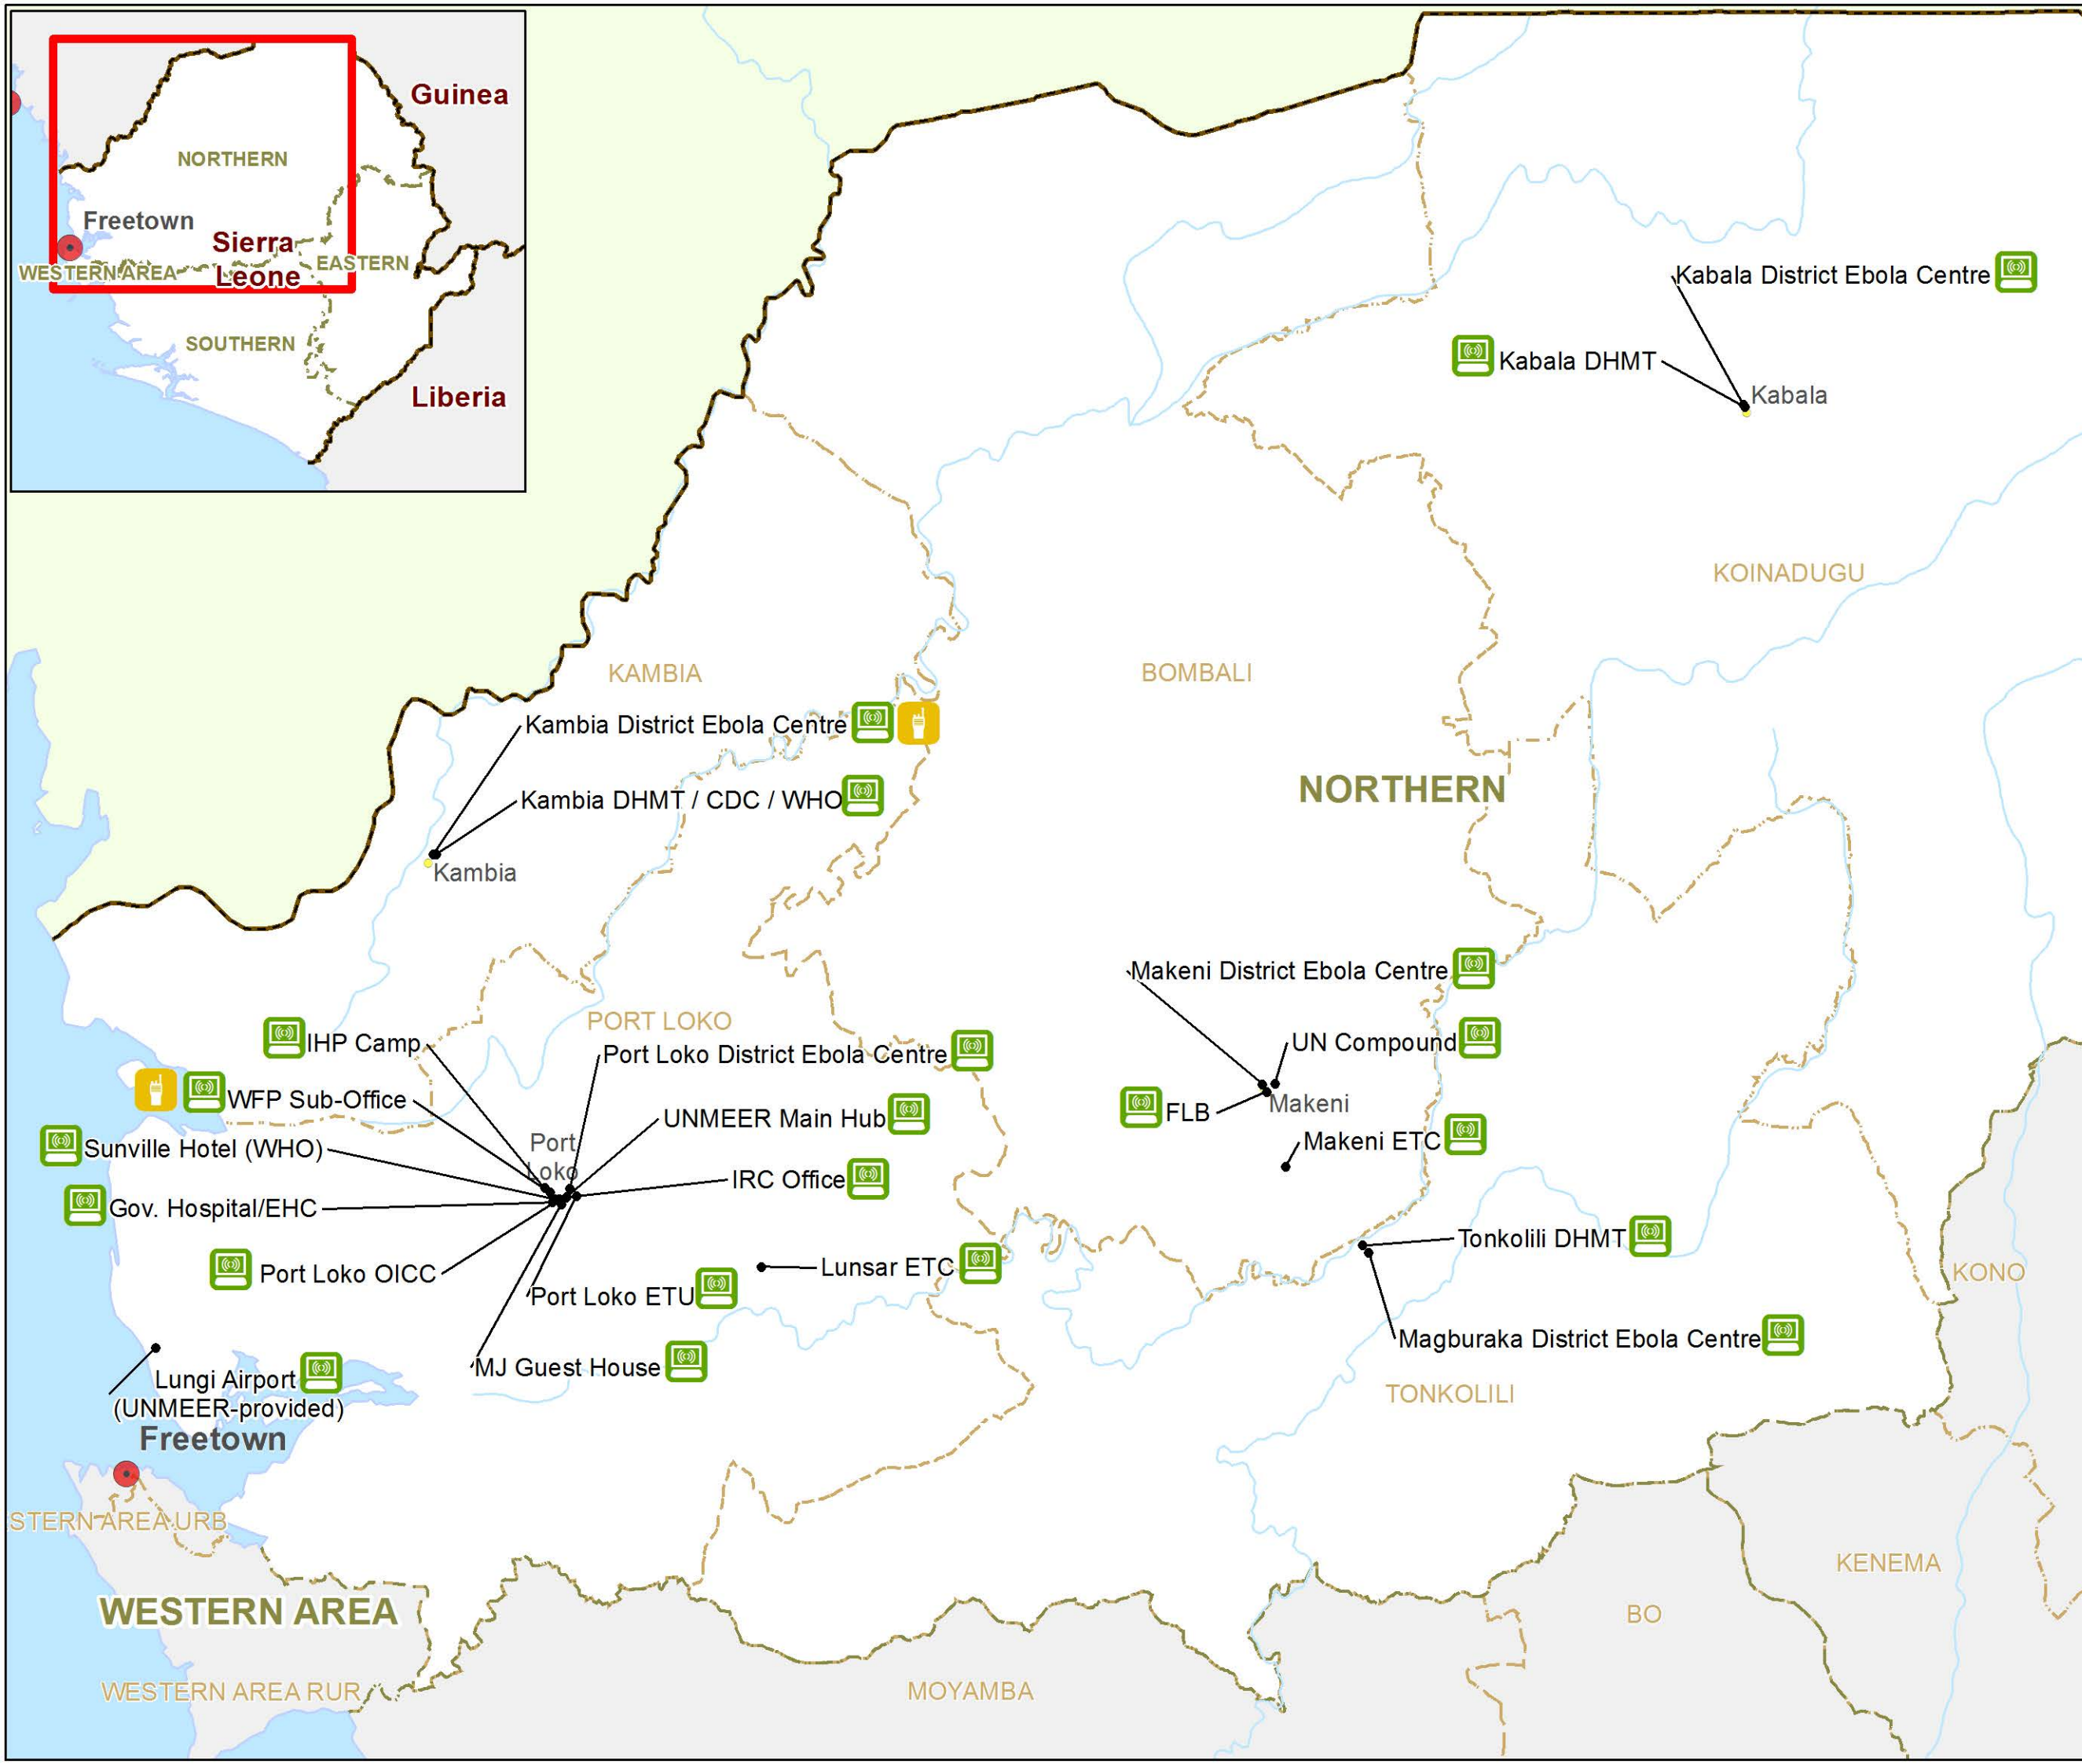 Guinea
NORTHERN
Freetown
Sierra
Leone
WESTERN AREA
EASTERN
SOUTHERN
Liberia
Kabala District Ebola Centre
Kabala DHMT
Kabala
KOINADUGU
KAMBIA
BOMBALI
Kambia District Ebola Centre
NORTHERN
Kambia DHMT / CDC / WHO
Kambia
Makeni District Ebola Centre
PORT LOKO
IHP Camp
Port Loko District Ebola Centre
UN Compound
WFP Sub-Office
UNMEER Main Hub
FLB
Makeni
Sunville Hotel (WHO)
Port
Loko
Makeni ETC
IRC Office
Gov. Hospital/EHC
Tonkolili DHMT
Port Loko OICC
Lunsar ETC
KONO
Port Loko ETU
Magburaka District Ebola Centre
MJ Guest House
Lungi Airport
(UNMEER-provided)
TONKOLILI
Freetown
STERN AREA URB
KENEMA
WESTERN AREA
BO
WESTERN AREA RUR
MOYAMBA